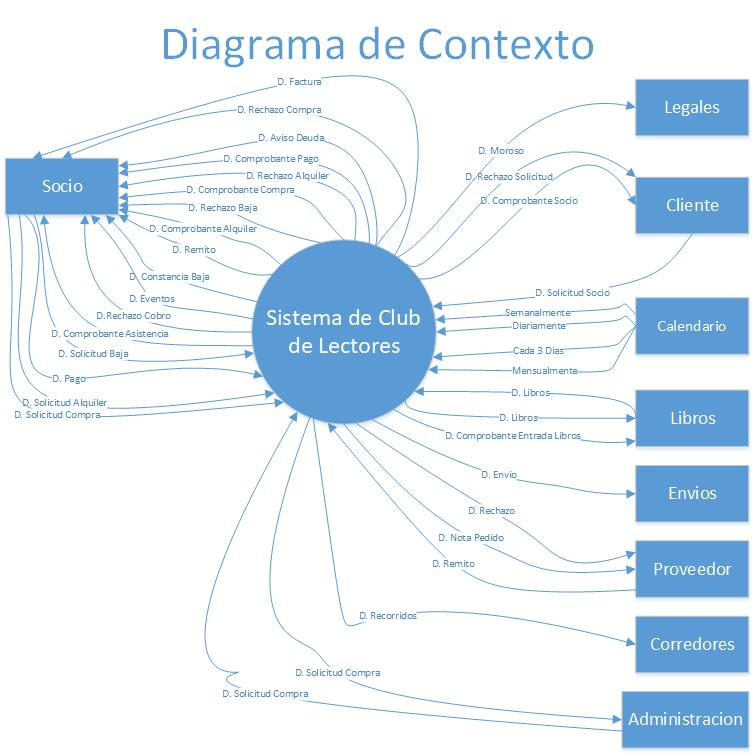 Diagrama de Contexto
D. Factura
D. Rechazo Compra
D. Aviso Deuda
D. Comprobante Pago
D. Rechazo Alquiler
D. Comprobante Compra
D. Rechazo Baja
D. Comprobante Alquiler
D. Remito
D. Constancia Baja
D. Eventos
D.Rechazo Cobro
D. Comprobante Asistencia
D. Solicitud Baja
D. Pago
D. Solicitud Alquiler
D. Solicitud Compra
Socio
Sistema de Club
de Lectores
D. Moroso
D. Rechazo Solicitud
D. Comprobante Socio
D. Solicitud Socio
Semanalmente
Diariamente
Cada 3 Dias
Mensualmente
D. Libros
D. Libros
D. Comprobante Entrada Libros
D. Envio
D. Rechazo
D. Nota Pedido
D. Remito
D. Recorridos
D. Solicitud Compra
D. Solicitud Compra
Legales
Cliente
Calendario
Libros
Envios
Proveedor
Corredores
Administracion